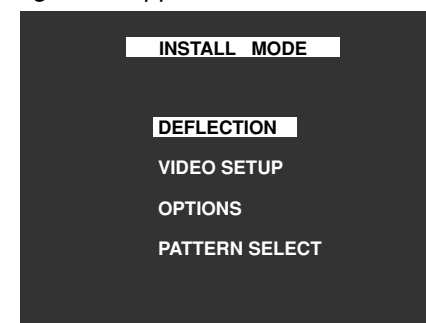 INSTALL MODE
DEFLECTION
VIDEO SETUP
OPTIONS
PATTERN SELECT